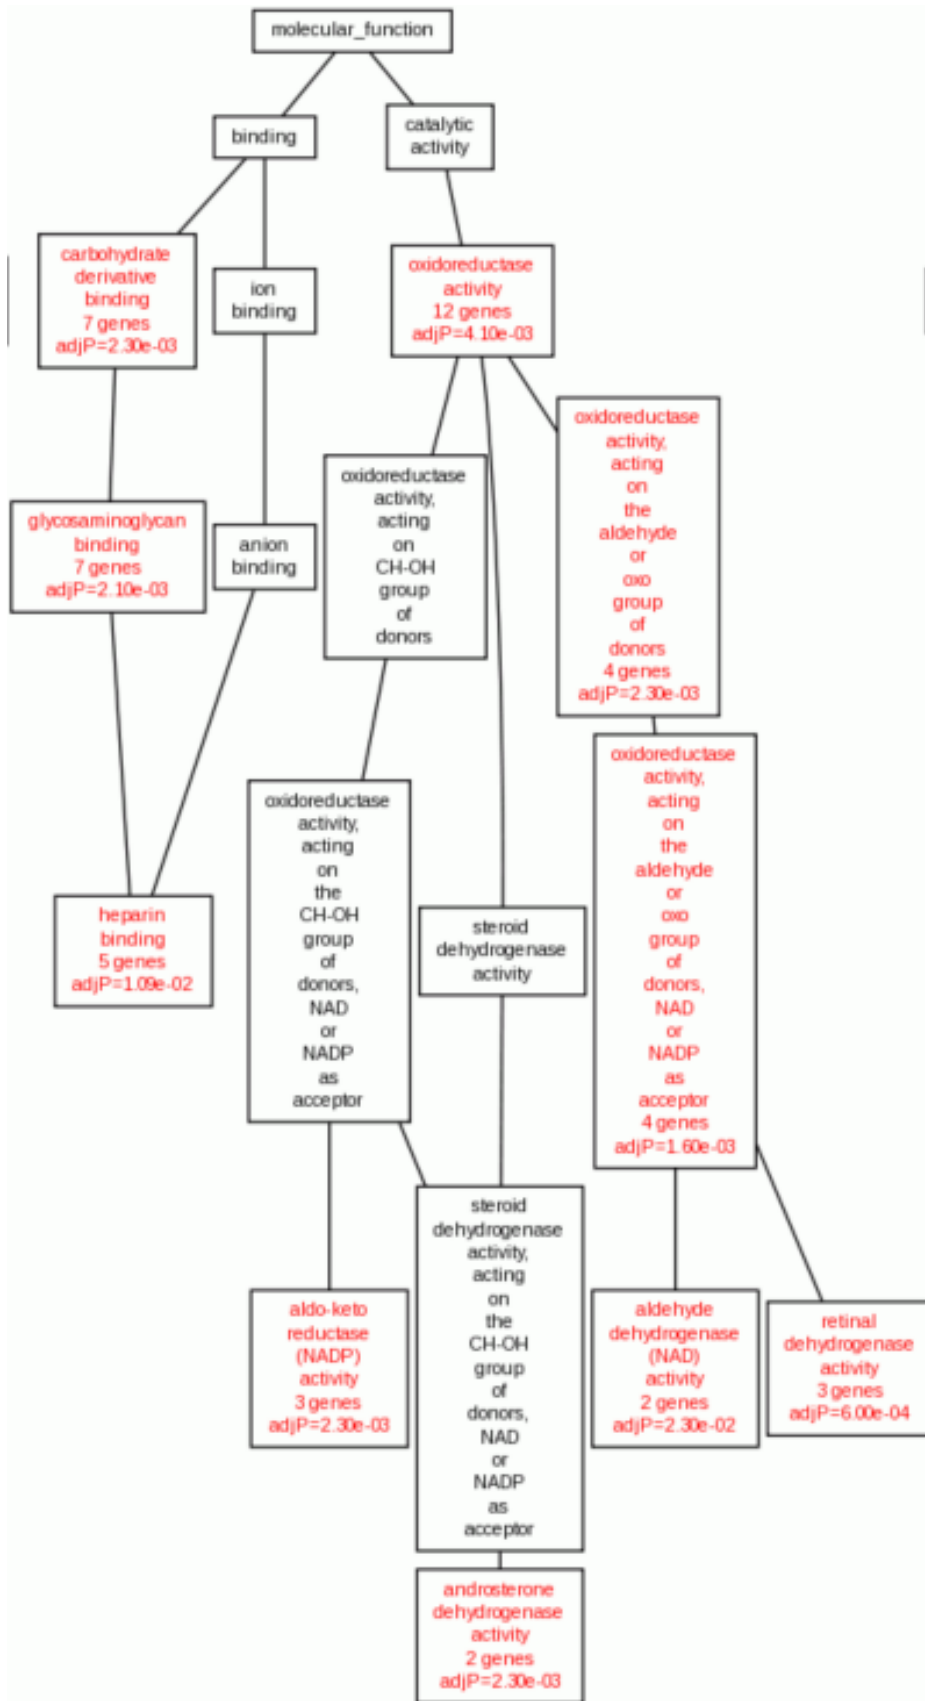 molecular_function
binding
catalytic
activity
carbohydrate
derivative
binding
7 genes
adjP=2.30e-03
ion
binding
oxidoreductase
activity
12 genes
adjP=4.10e-03
oxidoreductase
activity,
acting
on
the
aldehyde
or
oxo
group
of
donors
4 genes
adjP=2.30e-03
oxidoreductase
activity,
acting
on
CH-OH
group
of
donors
glycosaminoglycan
binding
7 genes
adjP=2.10e-03
anion
binding
oxidoreductase
activity,
acting
on
the
aldehyde
or
oxo
group
of
donors,
NAD
or
NADP
as
acceptor
4 genes
adjP=1.60e-03
oxidoreductase
activity,
acting
on
the
CH-OH
group
of
donors,
NAD
or
NADP
as
acceptor
heparin
binding
5 genes
adjP=1.09e-02
steroid
dehydrogenase
activity
steroid
dehydrogenase
activity,
acting
on
the
CH-OH
group
of
donors,
NAD
or
NADP
as
acceptor
aldo-keto
reductase
(NADP)
activity
3 genes
adjP=2.30e-03
aldehyde
dehydrogenase
(NAD)
activity
2 genes
adjP=2.30e-02
retinal
dehydrogenase
activity
3 genes
adjP=6.00e-04
androsterone
dehydrogenase
activity
2 genes
adjP=2.30e-03